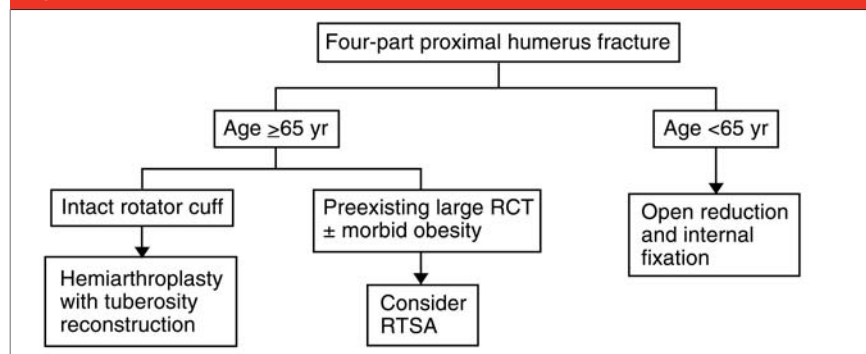 Four-part proximal humerus fracture
Age ≥65 yr
Age <65 yr
Intact rotator cuff
Preexisting large RCT
± morbid obesity
Open reduction
and internal
fixation
Hemiarthroplasty
with tuberosity
reconstruction
Consider
RTSA